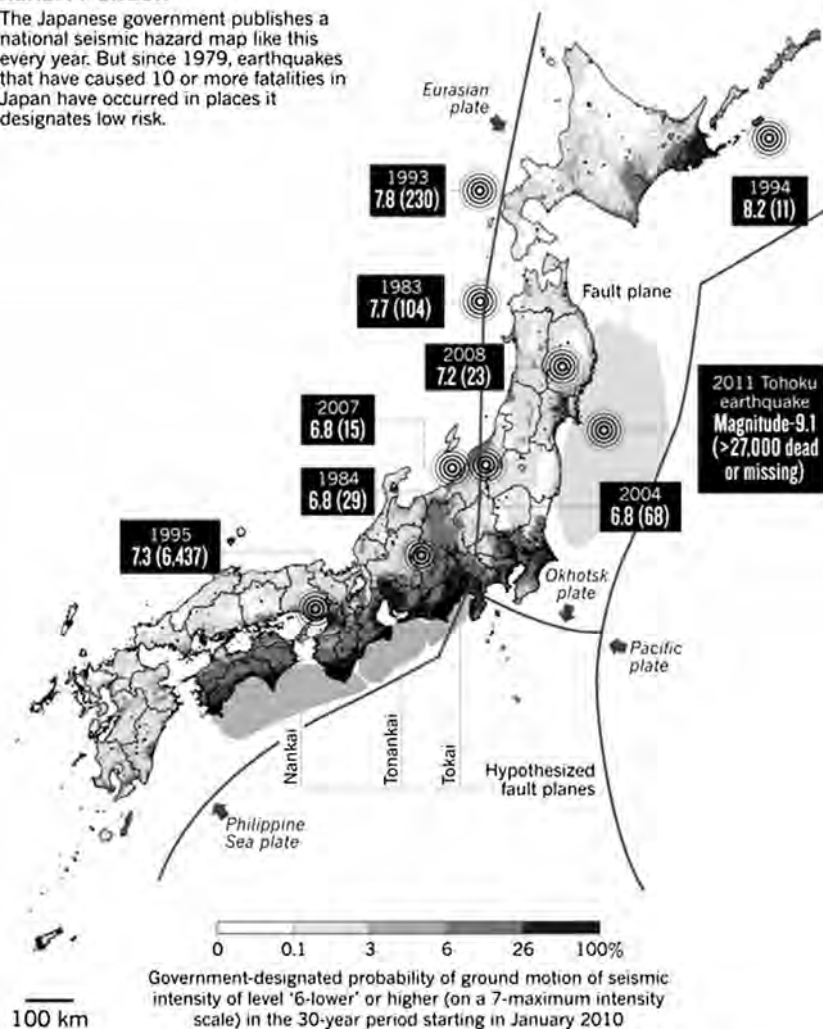 The Japanese government publishes a
national seismic hazard map like this
every year. But since 1979, earthquakes
that have caused 10 or more fatalities in
Japan have occurred in places it
designates low risk.
Eurasian
plate
1993
7.8 (230)
1994
8.2 (11)
1983
7.7 (104)
Fault plane
2008
7.2 (23)
2011 Tohoku
earthquake
Magnitude-9.1
(>27,000 dead
or missing)
2007
6.8 (15)
1984
6.8 (29)
2004
6.8 (68)
1995
7.3 (6,437)
Okhotsk
plate
Pacific
plate
Nankai
Tonankai
Tokai
Hypothesized
fault planes
Philippine
Sea plate
0 0.1 3 6 26 100%
Government-designated probability of ground motion of seismic
intensity of level ‘6-lower’ or higher (on a 7-maximum intensity
scale) in the 30-year period starting in January 2010
100 km